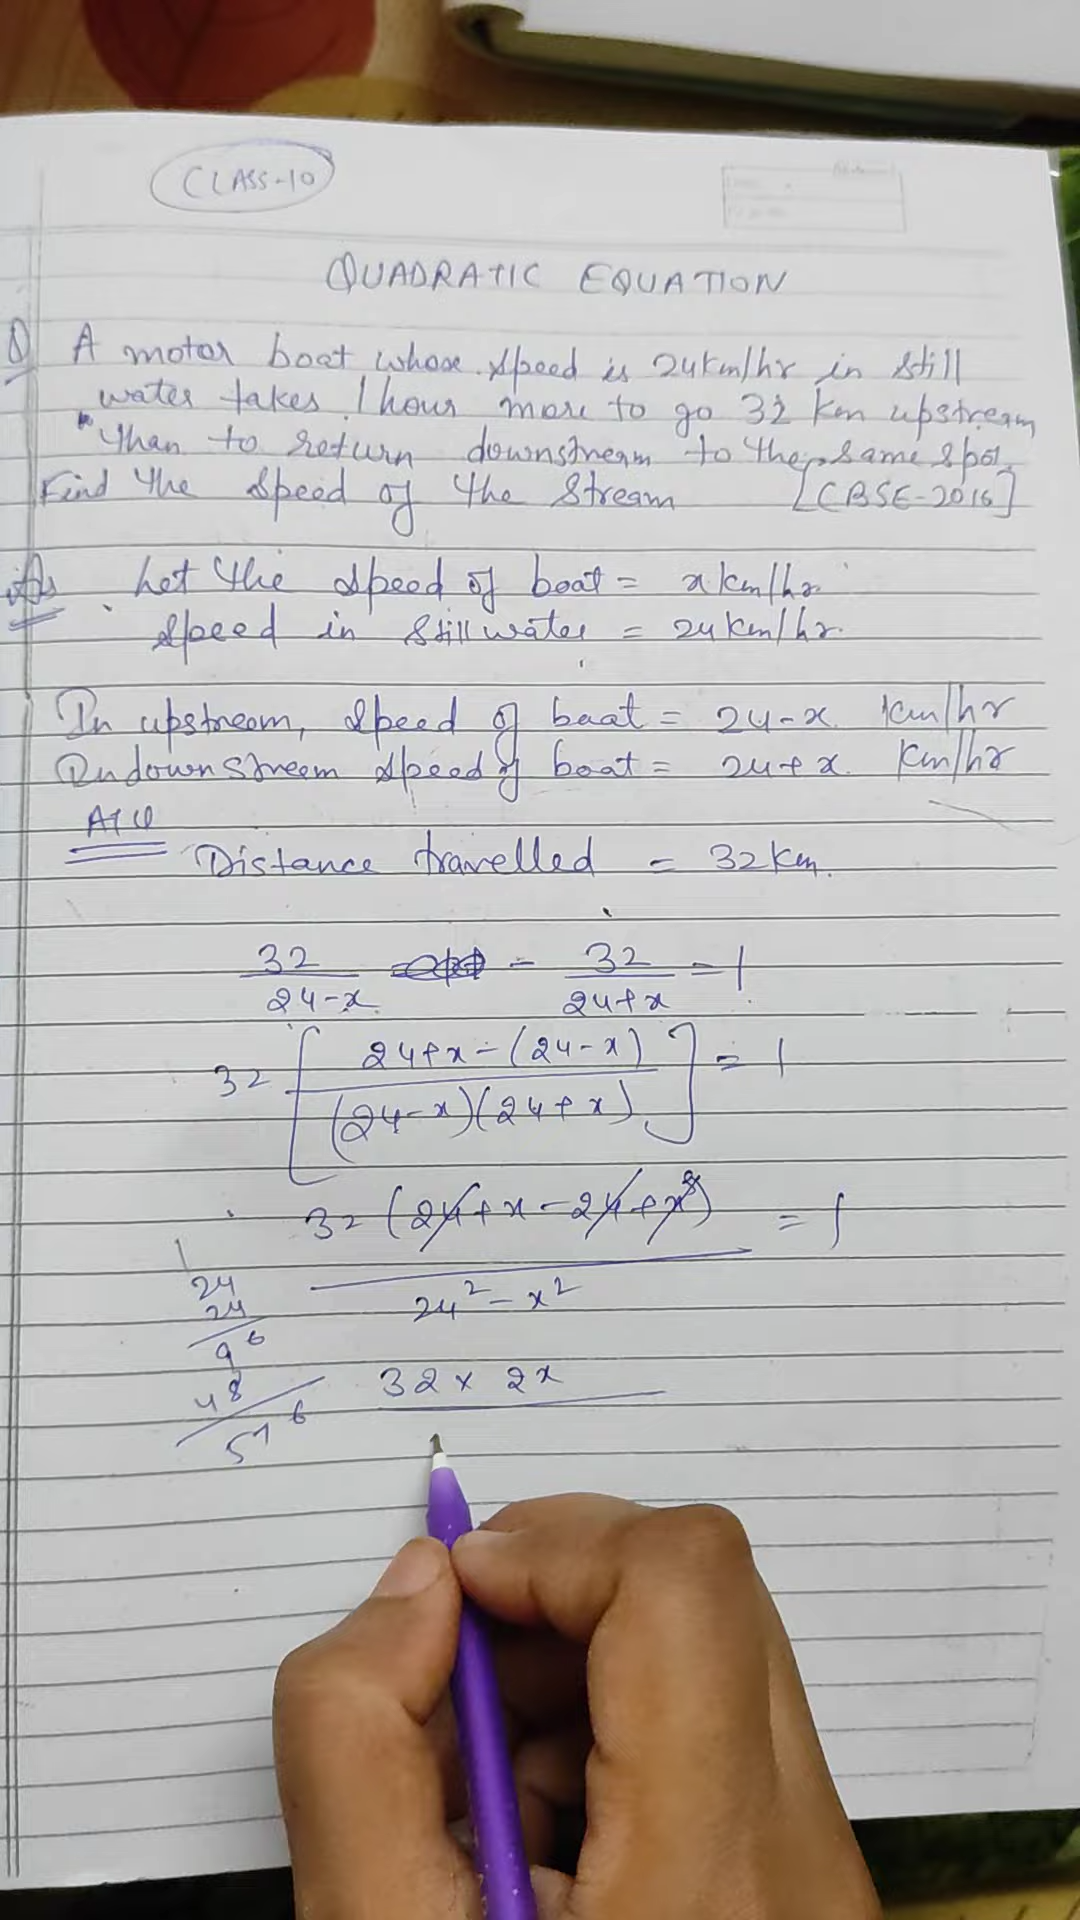 CLASS-10
QUADRATIC EQUATION
Q A motor boat whose speed is 24km/hr in still
water takes 1 hour more to go 32 km upstream
than to return downstream to the same spot.
Find the speed of the stream [CBSE-2016]
Let the speed of boat = x km/hr
Speed in still water = 24 km/hr.
In upstream, speed of boat = 24-x km/hr
In downstream speed of boat = 24+x km/hr
ATQ
Distance travelled = 32 km.
32/(24-x) - 32/(24+x) = 1
32 [ (24+x-(24-x))/((24-x)(24+x)) ] = 1
32 (24+x-24+x) = 1
24² - x²
24
24
96
48
576
32 × 2x